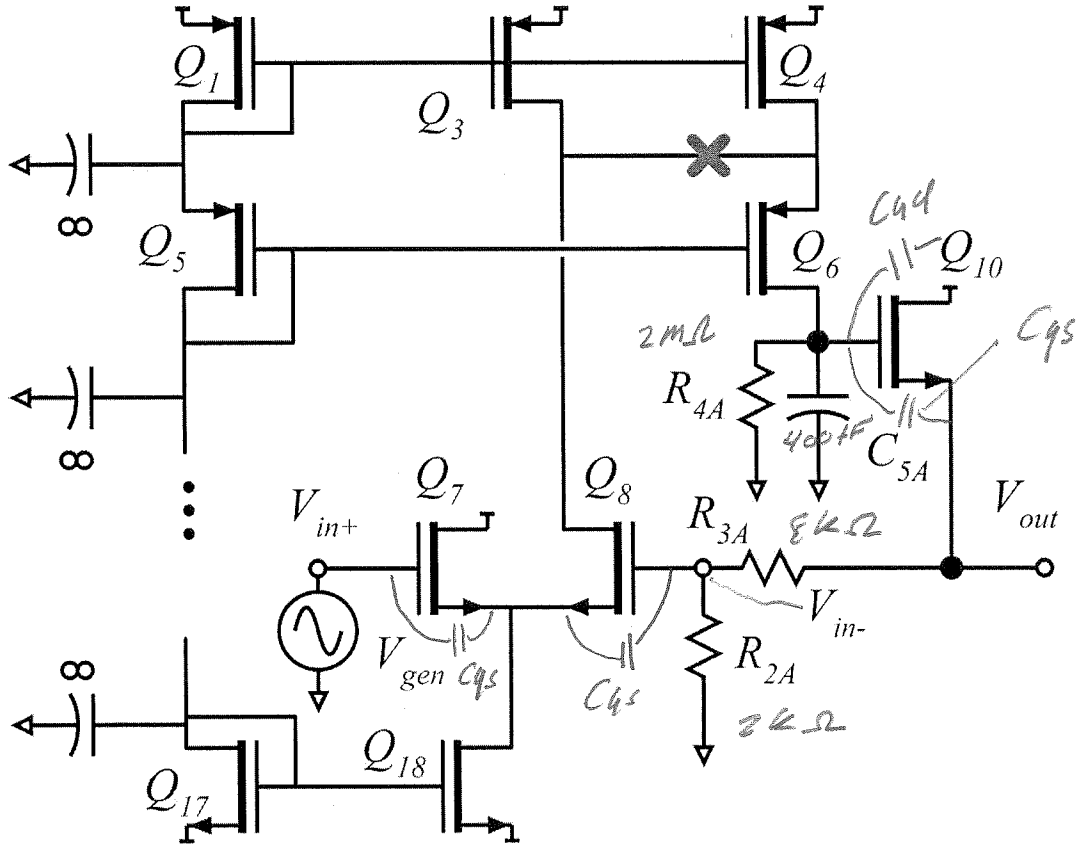 Q1
Q3
Q4
∞
Q5
Q6
Cgd
Q10
Cgs
2MΩ
R4A
400fF
C5A
∞
Q7
Q8
Vin+
R3A
8kΩ
Vout
Vin-
Vgen
Cgs
Cgs
R2A
2kΩ
∞
Q18
Q17